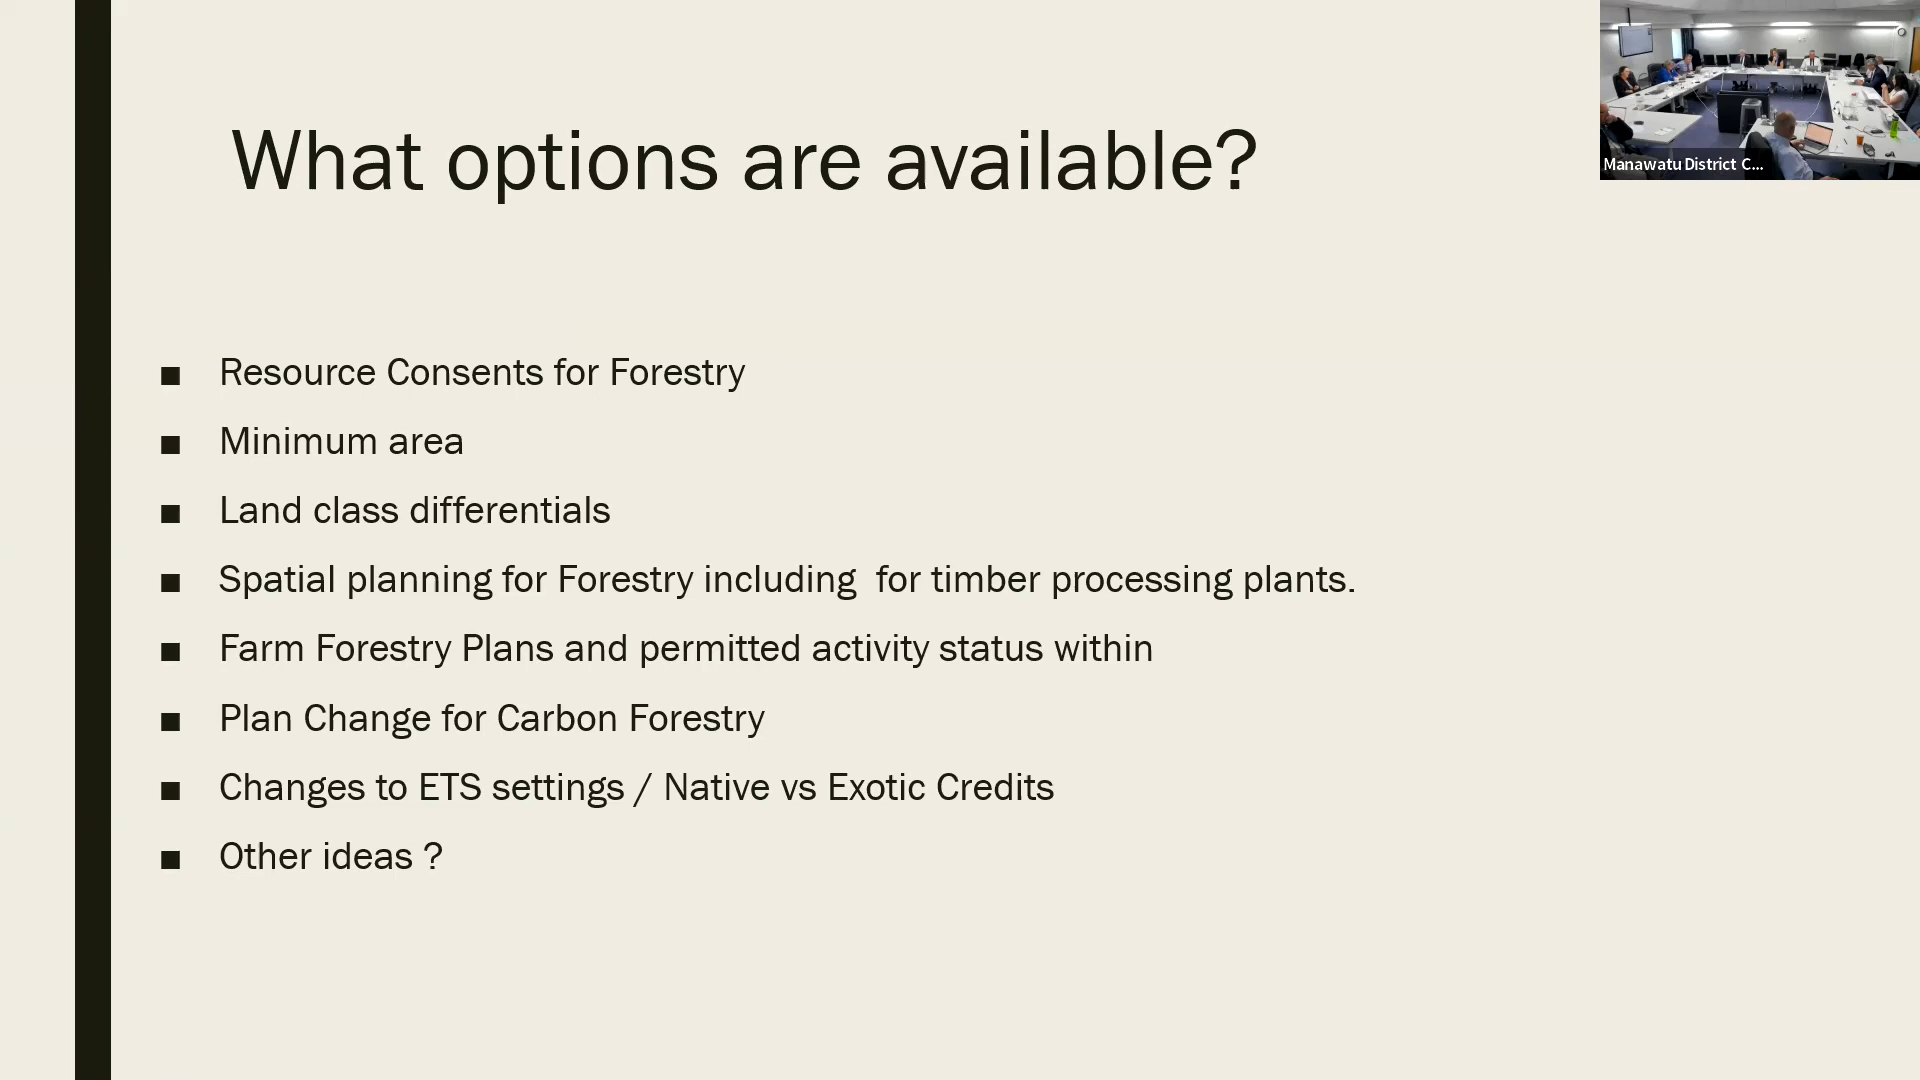 What options are available?
Resource Consents for Forestry
Minimum area
Land class differentials
Spatial planning for Forestry including  for timber processing plants.
Farm Forestry Plans and permitted activity status within
Plan Change for Carbon Forestry
Changes to ETS settings / Native vs Exotic Credits
Other ideas ?
Manawatu District C...